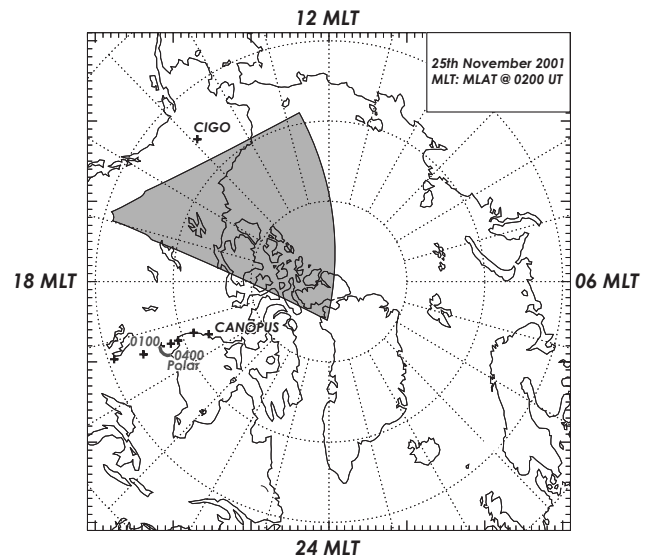 12 MLT
25th November 2001
MLT: MLAT @ 0200 UT
CIGO
18 MLT
06 MLT
CANOPUS
0100
0400
Polar
24 MLT